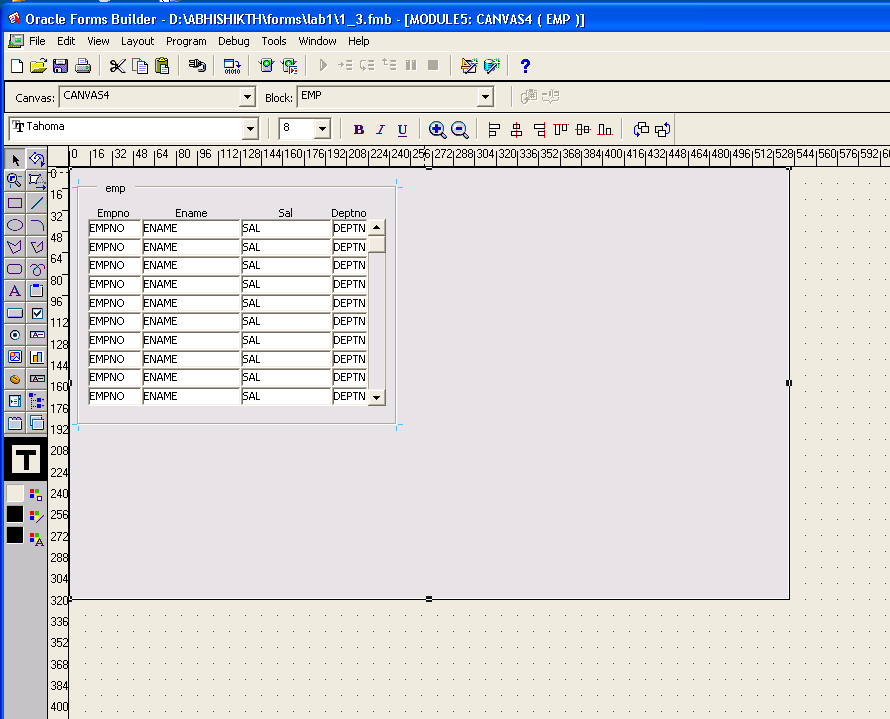 Oracle Forms Builder - D:\ABHISHIKTH\forms\lab1\1_3.fmb - [MODULE5: CANVAS4 ( EMP )]
File Edit View Layout Program Debug Tools Window Help
Canvas: CANVAS4 Block: EMP
Tahoma 8 B I U
0 16 32 48 64 80 96 112 128 144 160 176 192 208 224 240 256 272 288 304 320 336 352 368 384 400 416 432 448 464 480 496 512 528 544 560 576 592 60
0
16
32
48
64
80
96
112
128
144
160
176
192
208
224
240
256
272
288
304
320
336
352
368
384
400
emp
Empno Ename Sal Deptno
EMPNO ENAME SAL DEPTN
EMPNO ENAME SAL DEPTN
EMPNO ENAME SAL DEPTN
EMPNO ENAME SAL DEPTN
EMPNO ENAME SAL DEPTN
EMPNO ENAME SAL DEPTN
EMPNO ENAME SAL DEPTN
EMPNO ENAME SAL DEPTN
EMPNO ENAME SAL DEPTN
EMPNO ENAME SAL DEPTN
A
T